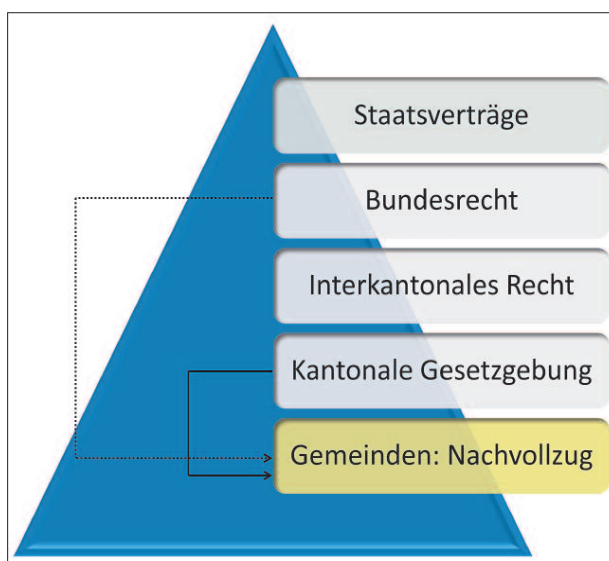 Staatsverträge
Bundesrecht
Interkantonales Recht
Kantonale Gesetzgebung
Gemeinden: Nachvollzug